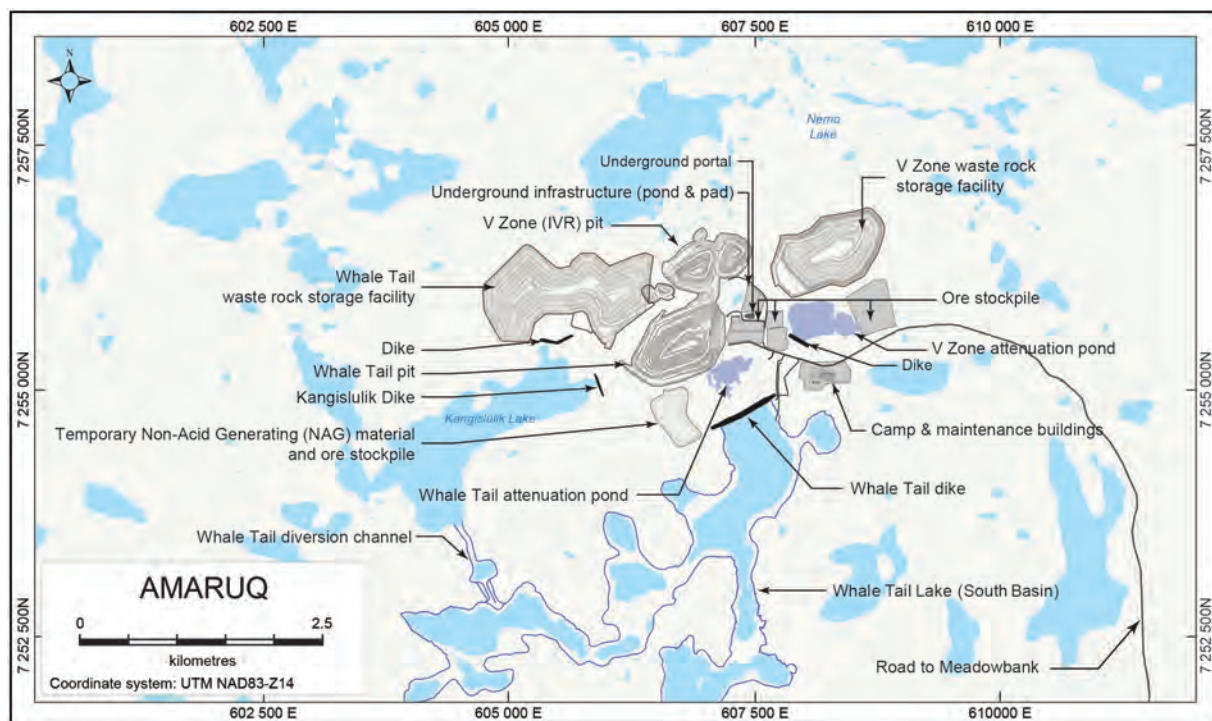 602 500 E
605 000 E
607 500 E
610 000 E
N
7 257 500N
7 257 500N
Nemo
Lake
Underground portal
V Zone waste rock
storage facility
Underground infrastructure (pond & pad)
V Zone (IVR) pit
Whale Tail
waste rock storage facility
Ore stockpile
Dike
V Zone attenuation pond
Whale Tail pit
Dike
7 255 000N
7 255 000N
Kangislulik Dike
Kangislulik Lake
Temporary Non-Acid Generating (NAG) material
and ore stockpile
Camp & maintenance buildings
Whale Tail attenuation pond
Whale Tail dike
Whale Tail diversion channel
AMARUQ
0
2.5
kilometres
Coordinate system: UTM NAD83-Z14
Whale Tail Lake (South Basin)
7 252 500N
7 252 500N
Road to Meadowbank
602 500 E
605 000 E
607 500 E
610000 E